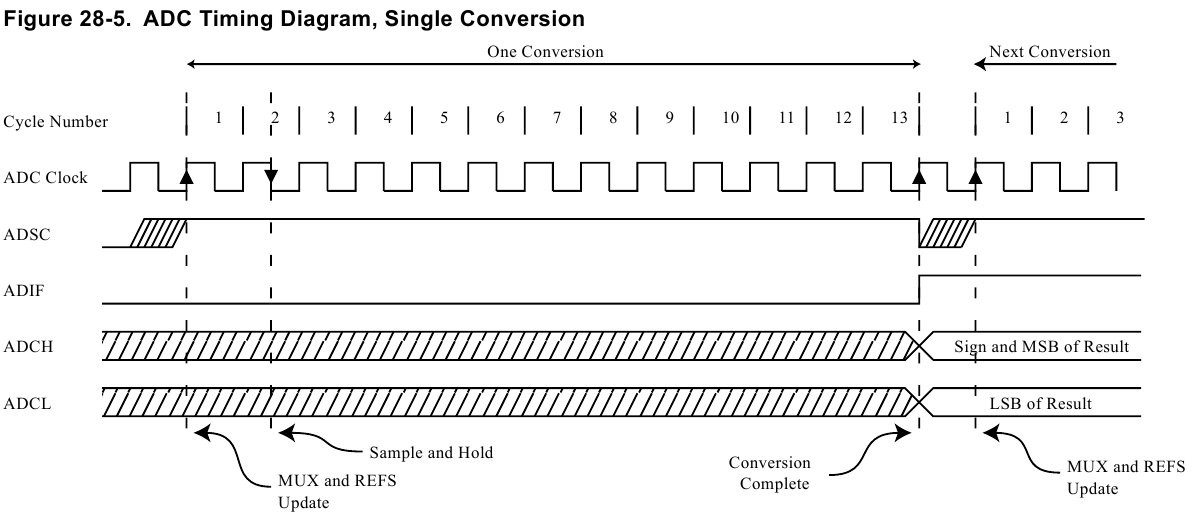 Figure 28-5. ADC Timing Diagram, Single Conversion
One Conversion
Next Conversion
Cycle Number 1 2 3 4 5 6 7 8 9 10 11 12 13 1 2 3
ADC Clock
ADSC
ADIF
ADCH
Sign and MSB of Result
ADCL
LSB of Result
Sample and Hold
MUX and REFS
Update
Conversion
Complete
MUX and REFS
Update